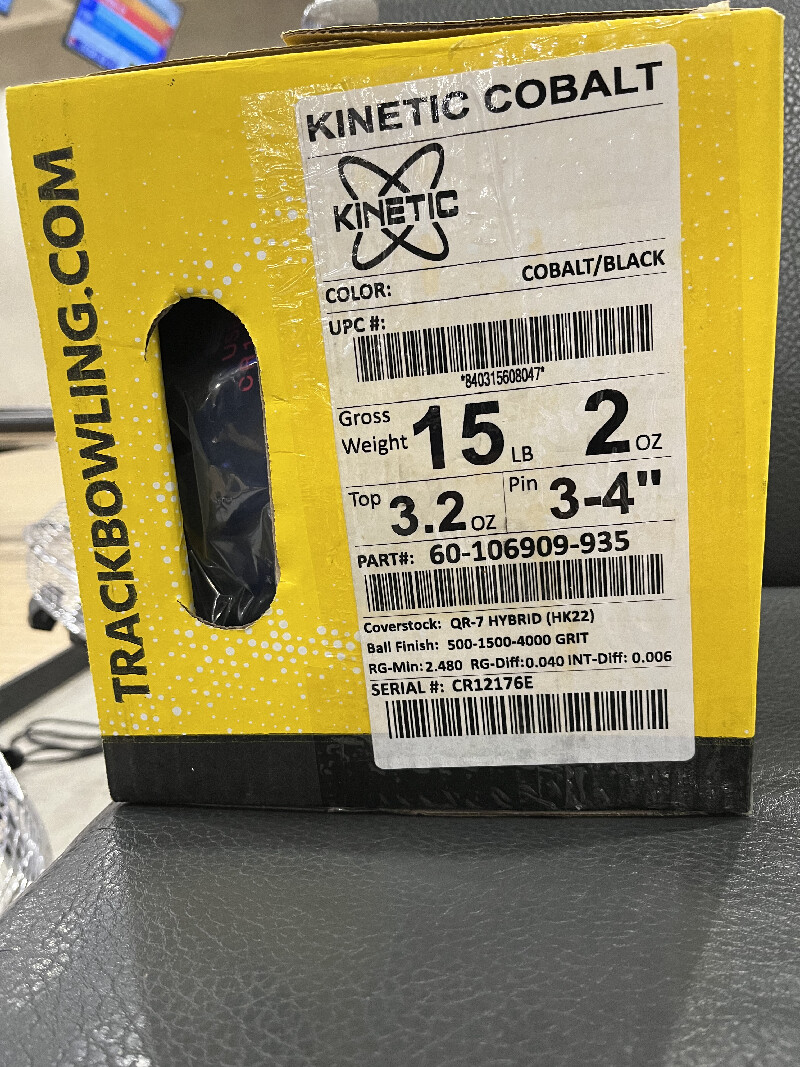 TRACKBOWLING.COM
KINETIC COBALT
KINETIC
COLOR: COBALT/BLACK
UPC #:
*840315608047*
Gross Weight 15 LB 2 OZ
Top 3.2 OZ Pin 3-4"
PART#: 60-106909-935
Coverstock: QR-7 HYBRID (HK22)
Ball Finish: 500-1500-4000 GRIT
RG-Min: 2.480 RG-Diff: 0.040 INT-Diff: 0.006
SERIAL #: CR12176E